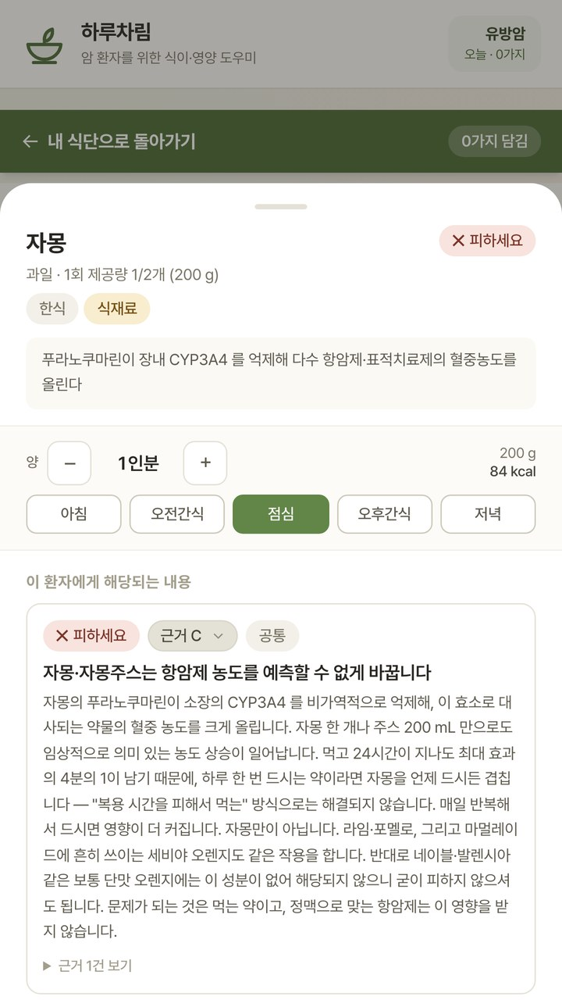 하루차림
암 환자를 위한 식이·영양 도우미
유방암
오늘 · 0가지
← 내 식단으로 돌아가기
0가지 담김
자몽
✕ 피하세요
과일 · 1회 제공량 1/2개 (200 g)
한식
식재료
푸라노쿠마린이 장내 CYP3A4 를 억제해 다수 항암제·표적치료제의 혈중농도를
올린다
양
−
1인분
+
200 g
84 kcal
아침
오전간식
점심
오후간식
저녁
이 환자에게 해당되는 내용
✕ 피하세요
근거 C
공통
자몽·자몽주스는 항암제 농도를 예측할 수 없게 바꿉니다
자몽의 푸라노쿠마린이 소장의 CYP3A4 를 비가역적으로 억제해, 이 효소로 대
사되는 약물의 혈중 농도를 크게 올립니다. 자몽 한 개나 주스 200 mL 만으로도
임상적으로 의미 있는 농도 상승이 일어납니다. 먹고 24시간이 지나도 최대 효과
의 4분의 1이 남기 때문에, 하루 한 번 드시는 약이라면 자몽을 언제 드시든 겹칩
니다 — "복용 시간을 피해서 먹는" 방식으로는 해결되지 않습니다. 매일 반복해
서 드시면 영향이 더 커집니다. 자몽만이 아닙니다. 라임·포멜로, 그리고 마멀레이
드에 흔히 쓰이는 세비야 오렌지도 같은 작용을 합니다. 반대로 네이블·발렌시아
같은 보통 단맛 오렌지에는 이 성분이 없어 해당되지 않으니 굳이 피하지 않으셔
도 됩니다. 문제가 되는 것은 먹는 약이고, 정맥으로 맞는 항암제는 이 영향을 받
지 않습니다.
▶ 근거 1건 보기